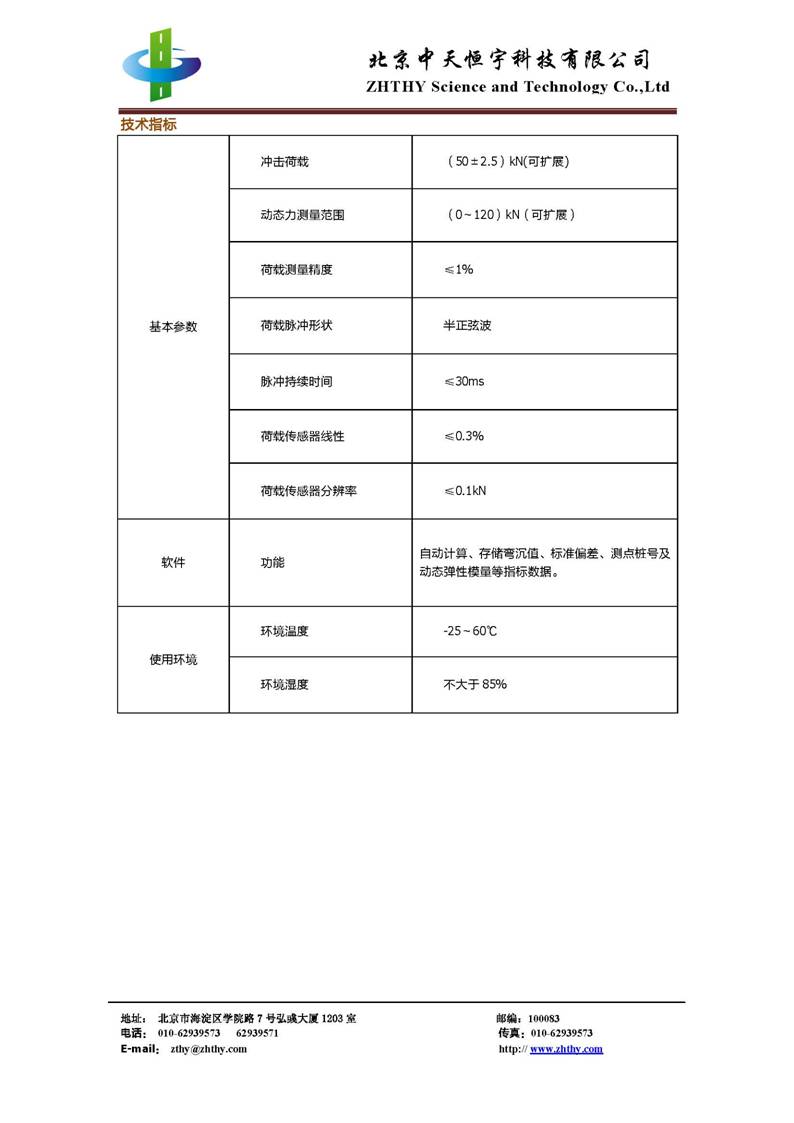 北京中天恒宇科技有限公司
ZHTHY Science and Technology Co.,Ltd
技术指标
基本参数
冲击荷载 （50±2.5）kN(可扩展)
动态力测量范围 （0～120）kN（可扩展）
荷载测量精度 ≤1%
荷载脉冲形状 半正弦波
脉冲持续时间 ≤30ms
荷载传感器线性 ≤0.3%
荷载传感器分辨率 ≤0.1kN
软件 功能 自动计算、存储弯沉值、标准偏差、测点桩号及
动态弹性模量等指标数据。
使用环境
环境温度 -25～60℃
环境湿度 不大于 85%
地址： 北京市海淀区学院路 7 号弘彧大厦 1203 室 邮编：100083
电话： 010-62939573 62939571 传真：010-62939573
E-mail： zthy@zhthy.com http:// www.zhthy.com